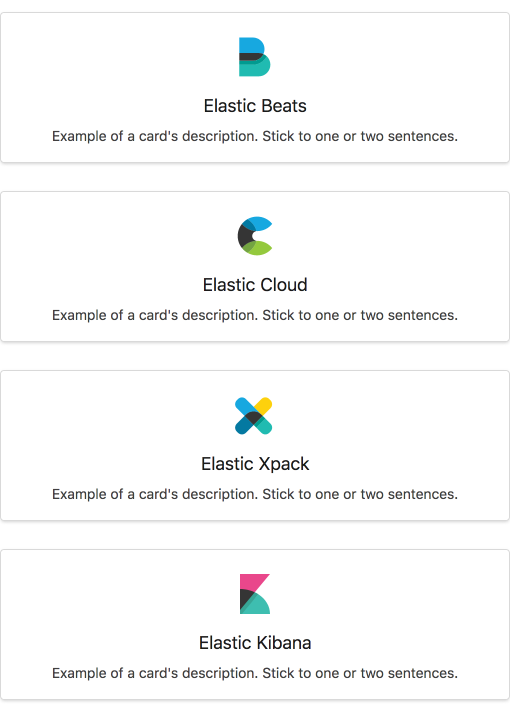 Elastic Beats
Example of a card's description. Stick to one or two sentences.
Elastic Cloud
Example of a card's description. Stick to one or two sentences.
Elastic Xpack
Example of a card's description. Stick to one or two sentences.
Elastic Kibana
Example of a card's description. Stick to one or two sentences.